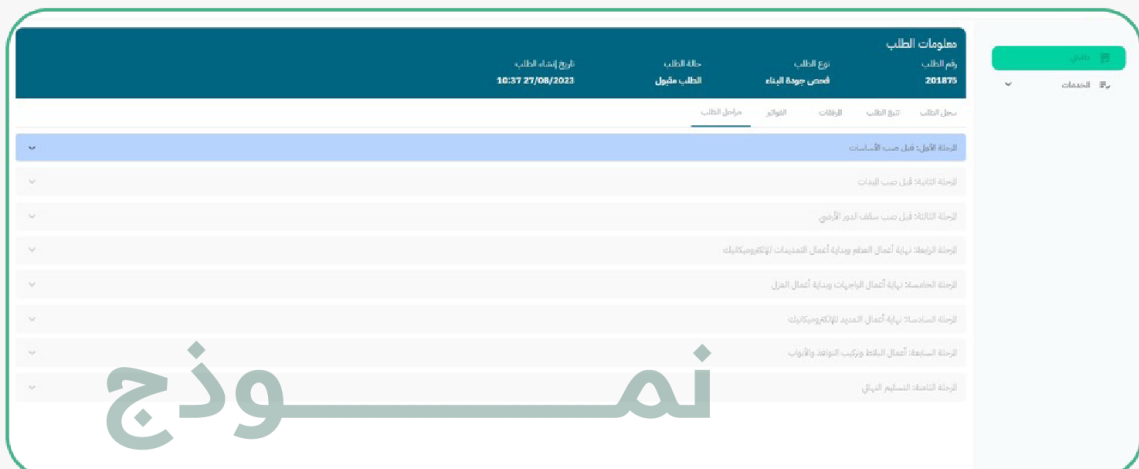 معلومات الطلب
رقم الطلب نوع الطلب حالة الطلب تاريخ إنشاء الطلب
201875 فحص جودة البناء الطلب مقبول 10:37 27/08/2023
سجل الطلب تتبع الطلب المرفقات الفواتير مراحل الطلب
المرحلة الأولى: قبل صب الأساسات
المرحلة الثانية: قبل صب الميدات
المرحلة الثالثة: قبل صب سقف الدور الأرضي
المرحلة الرابعة: نهاية أعمال العظم وبداية أعمال التمديدات للإلكتروميكانيك
المرحلة الخامسة: نهاية أعمال الواجهات وبداية أعمال العزل
المرحلة السادسة: نهاية أعمال التمديد للإلكتروميكانيك
المرحلة السابعة: أعمال البلاط وتركيب النوافذ والأبواب
المرحلة الثامنة: التسليم النهائي
الخدمات
نمـــــــــوذج